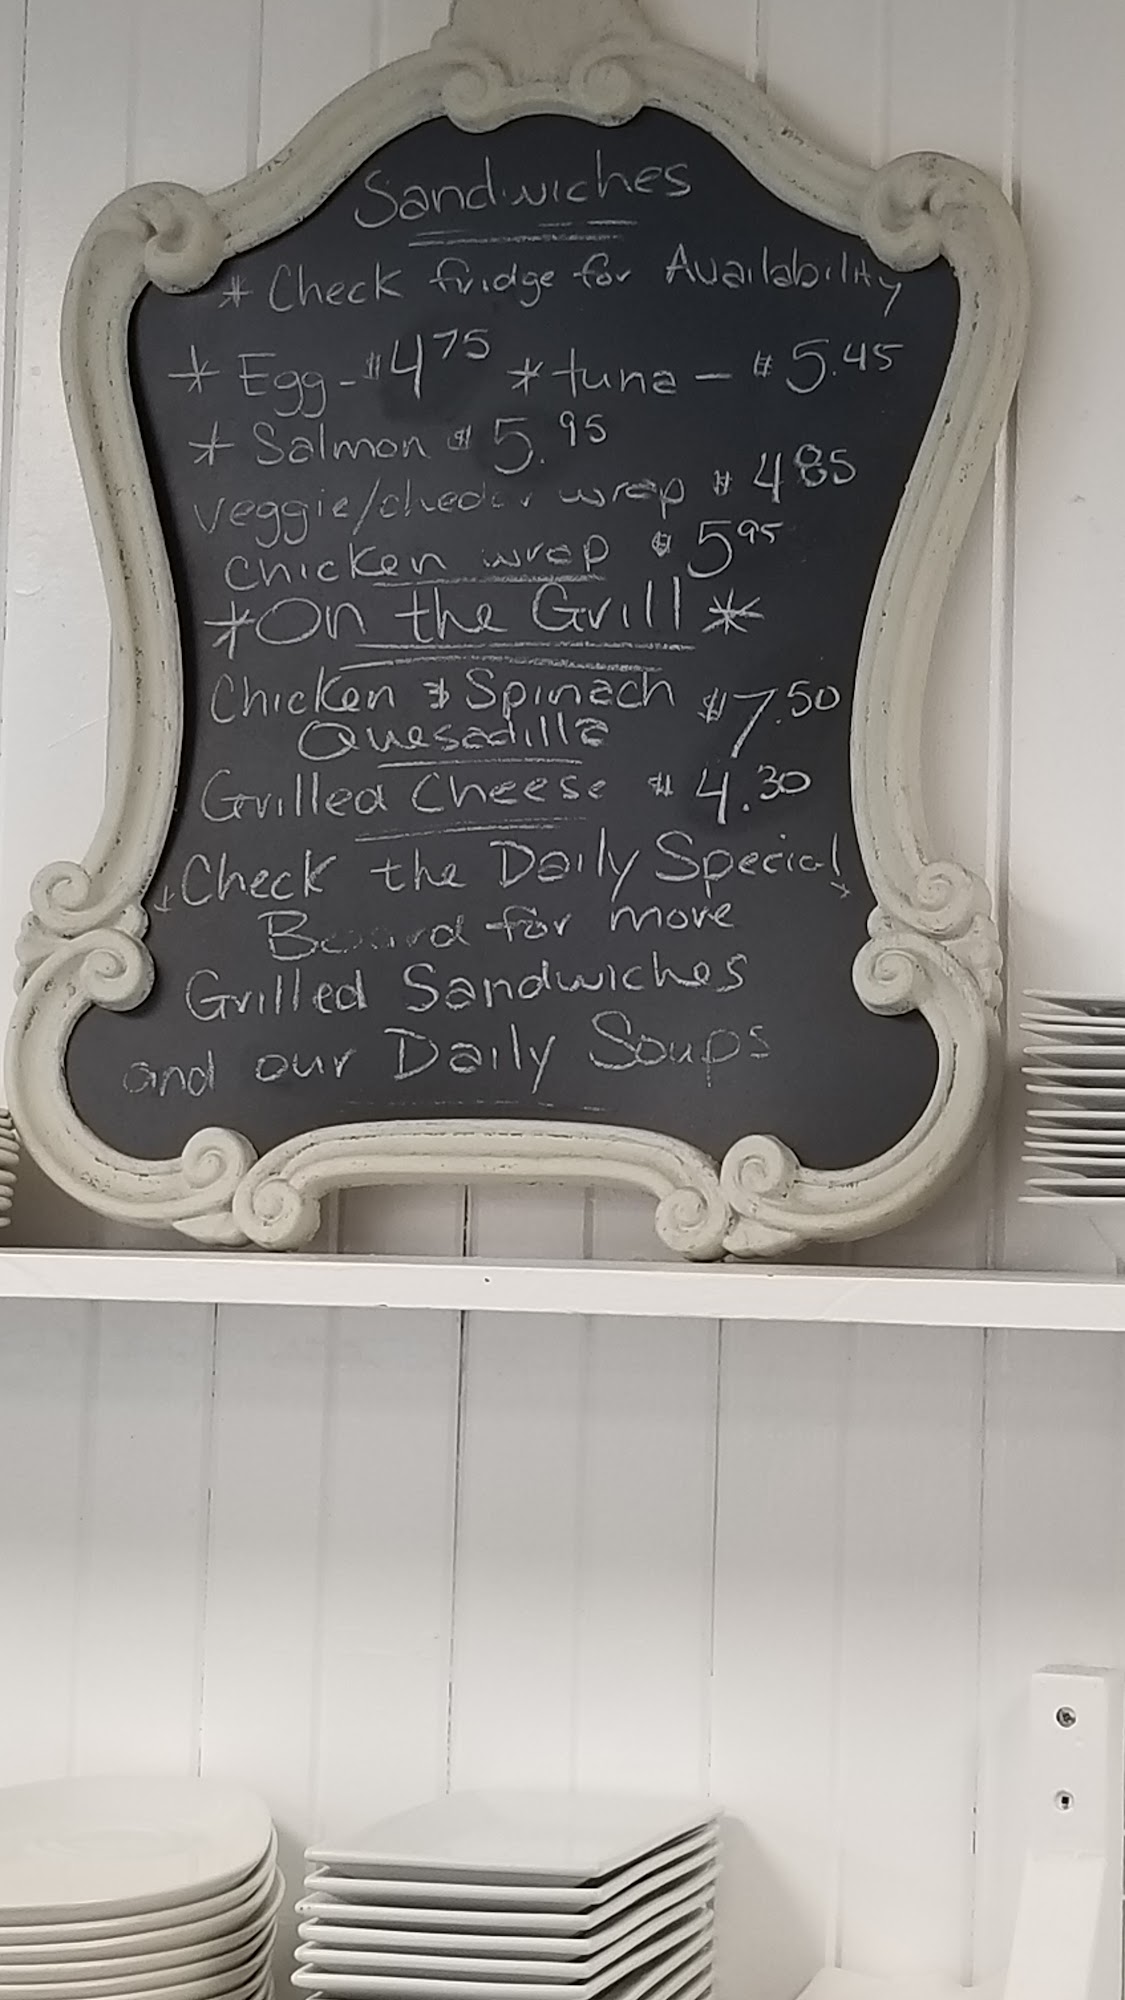 Sandwiches
* Check fridge for Availability
* Egg - $4 75 * tuna - $5.45
* Salmon $5.95
veggie/chedar wrap $4 85
Chicken wrap $5 95
* On the Grill *
Chicken & Spinach $7.50
Quesadilla
Grilled Cheese $4.30
* Check the Daily Special *
Board for more
Grilled Sandwiches
and our Daily Soups